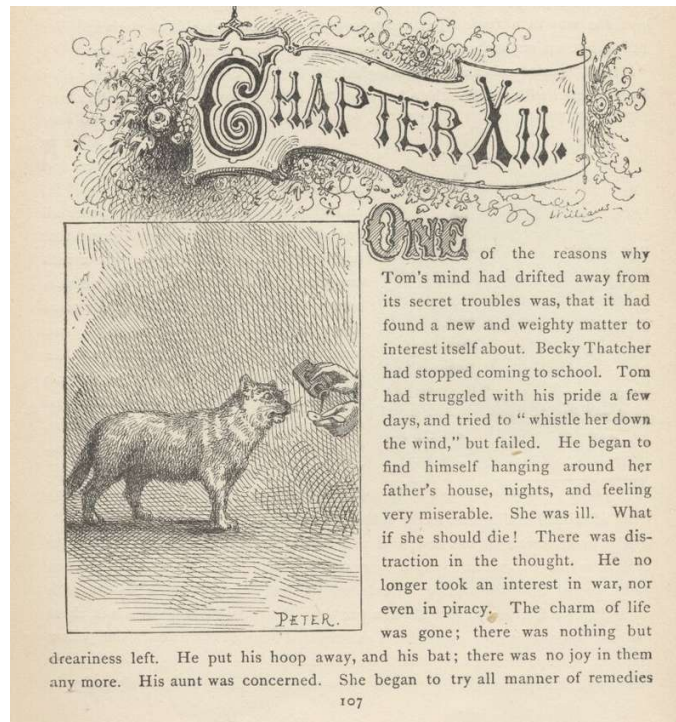 CHAPTER XII.
Williams
ONE of the reasons why
Tom's mind had drifted away from
its secret troubles was, that it had
found a new and weighty matter to
interest itself about. Becky Thatcher
had stopped coming to school. Tom
had struggled with his pride a few
days, and tried to “ whistle her down
the wind,” but failed. He began to
find himself hanging around her
father's house, nights, and feeling
very miserable. She was ill. What
if she should die! There was dis-
traction in the thought. He no
longer took an interest in war, nor
even in piracy. The charm of life
was gone; there was nothing but
PETER.
dreariness left. He put his hoop away, and his bat; there was no joy in them
any more. His aunt was concerned. She began to try all manner of remedies
107